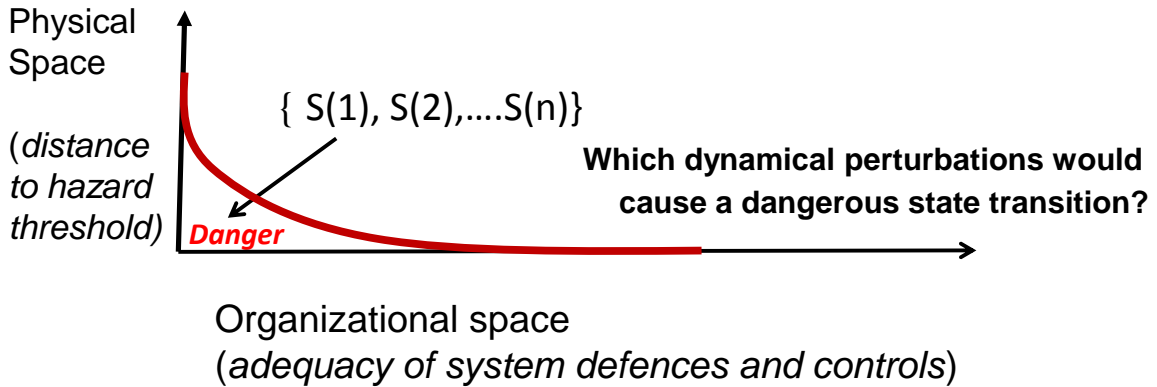 Physical
Space
(distance
to hazard
threshold)
{ S(1), S(2),....S(n)}
Which dynamical perturbations would
cause a dangerous state transition?
Danger
Organizational space
(adequacy of system defences and controls)